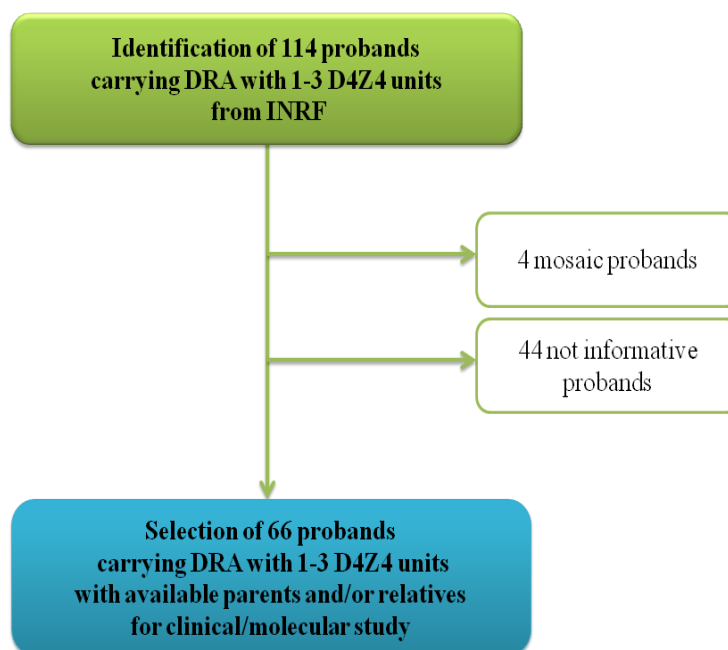 Identification of 114 probands
carrying DRA with 1-3 D4Z4 units
from INRF
4 mosaic probands
44 not informative
probands
Selection of 66 probands
carrying DRA with 1-3 D4Z4 units
with available parents and/or relatives
for clinical/molecular study